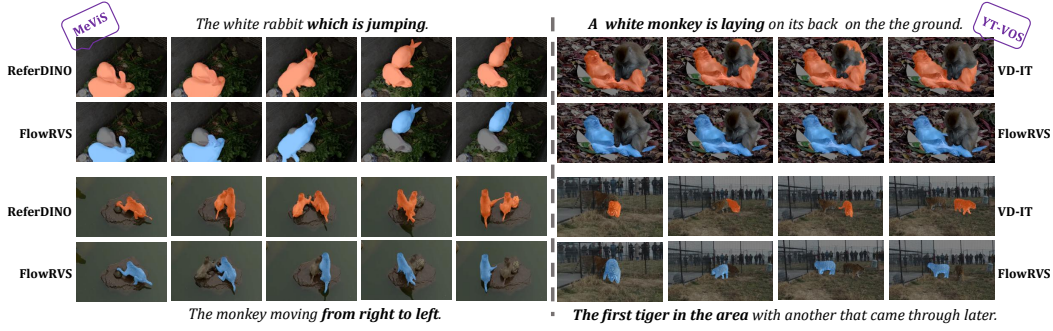 MeViS
The white rabbit which is jumping.
ReferDINO
FlowRVS
ReferDINO
FlowRVS
The monkey moving from right to left.
A white monkey is laying on its back on the the ground.
YT-VOS
VD-IT
FlowRVS
VD-IT
FlowRVS
The first tiger in the area with another that came through later.